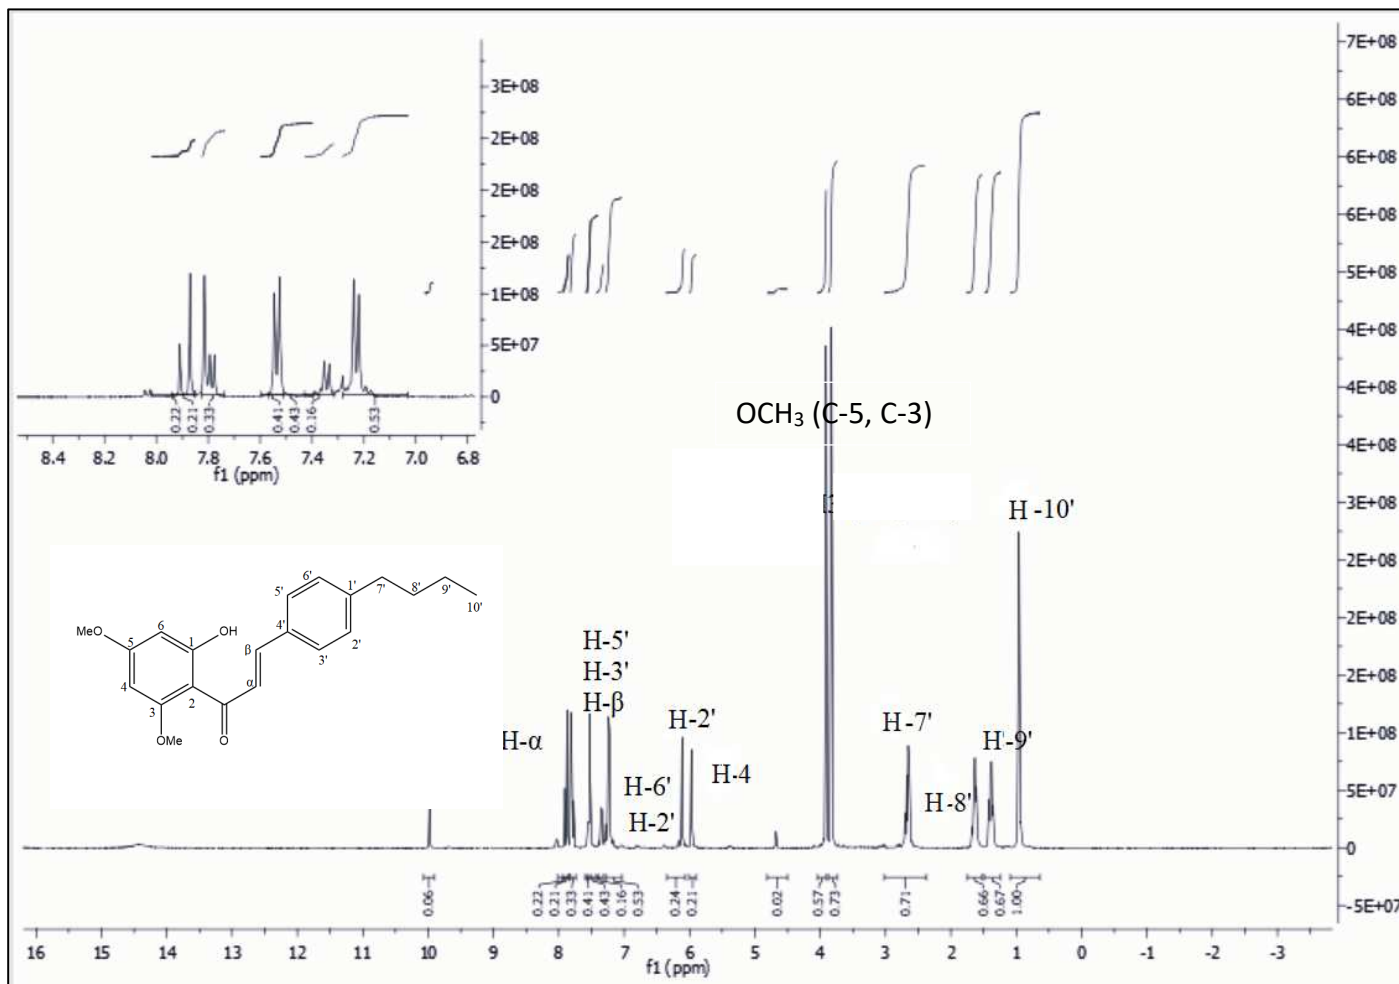 7E+08
6E+08
6E+08
6E+08
5E+08
4E+08
4E+08
4E+08
3E+08
2E+08
2E+08
2E+08
1E+08
5E+07
0
-5E+07
3E+08
2E+08
2E+08
2E+08
1E+08
5E+07
0
0.22
0.21
0.33
0.41
0.43
0.16
0.53
8.4 8.2 8.0 7.8 7.6 7.4 7.2 7.0 6.8
f1 (ppm)
OCH₃ (C-5, C-3)
H -10'
6'
5'
1'
7'
8'
9'
10'
4'
3'
2'
MeO
5
6
1
OH
β
α
4
3
2
OMe
O
H-5'
H-3'
H-β
H-α
H-6'
H-2'
H-2'
H-4
H-7'
H-8'
H'-9'
0.06
0.22
0.21
0.33
0.41
0.43
0.16
0.53
0.24
0.21
0.02
0.57
0.73
0.71
0.66
0.67
1.00
16 15 14 13 12 11 10 9 8 7 6 5 4 3 2 1 0 -1 -2 -3
f1 (ppm)